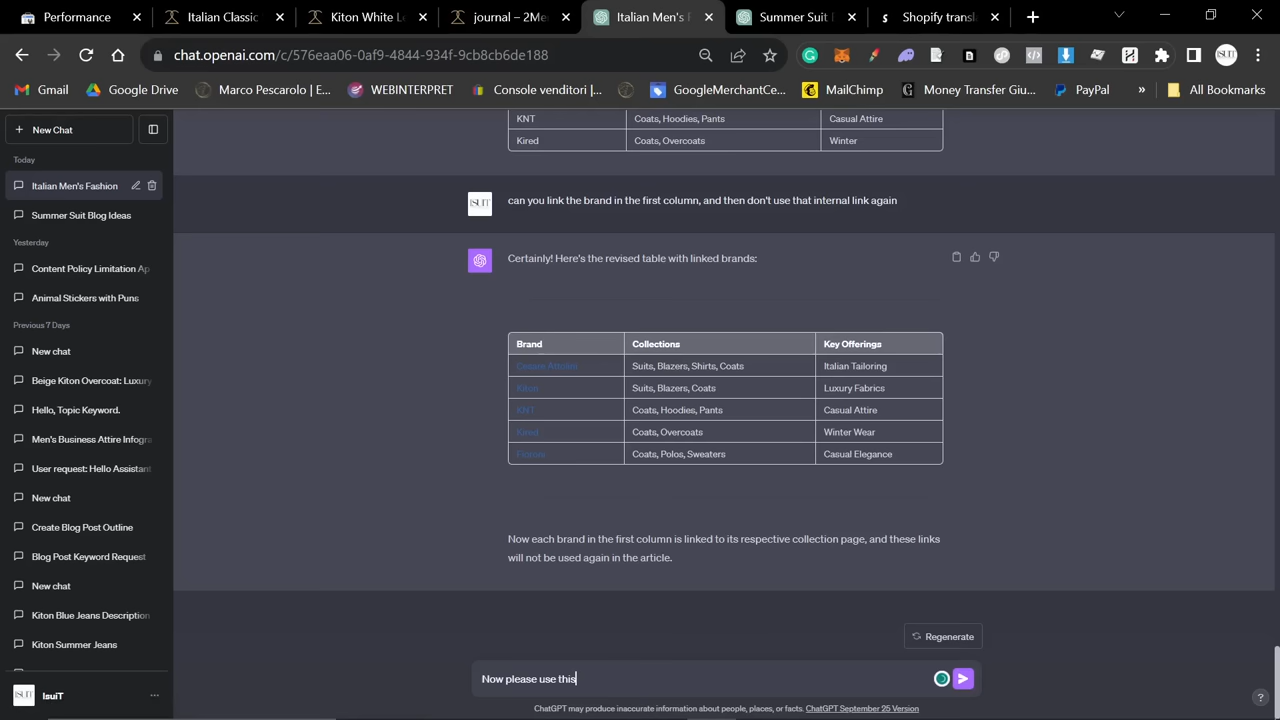 Performance
Italian Classic
Kiton White L
journal – 2Me
Italian Men's F
Summer Suit
Shopify transl
chat.openai.com/c/576eaa06-0af9-4844-934f-9cb8cb6de188
Gmail
Google Drive
Marco Pescarolo | E...
WEBINTERPRET
Console venditori |...
GoogleMerchantCe...
MailChimp
Money Transfer Giu...
PayPal
»
All Bookmarks
New Chat
Today
Italian Men's Fashion
Summer Suit Blog Ideas
Yesterday
Content Policy Limitation Ap
Animal Stickers with Puns
Previous 7 Days
New chat
Beige Kiton Overcoat: Luxury
Hello, Topic Keyword.
Men's Business Attire Infogra
User request: Hello Assistant
New chat
Create Blog Post Outline
Blog Post Keyword Request
New chat
Kiton Blue Jeans Description
Kiton Summer Jeans
ISUIT
IsuiT
...
KNT Coats, Hoodies, Pants Casual Attire
Kired Coats, Overcoats Winter
ISUIT
can you link the brand in the first column, and then don't use that internal link again
Certainly! Here's the revised table with linked brands:
Brand Collections Key Offerings
Cesare Attolini Suits, Blazers, Shirts, Coats Italian Tailoring
Kiton Suits, Blazers, Coats Luxury Fabrics
KNT Coats, Hoodies, Pants Casual Attire
Kired Coats, Overcoats Winter Wear
Fioroni Coats, Polos, Sweaters Casual Elegance
Now each brand in the first column is linked to its respective collection page, and these links
will not be used again in the article.
Regenerate
Now please use this
ChatGPT may produce inaccurate information about people, places, or facts. ChatGPT September 25 Version
?